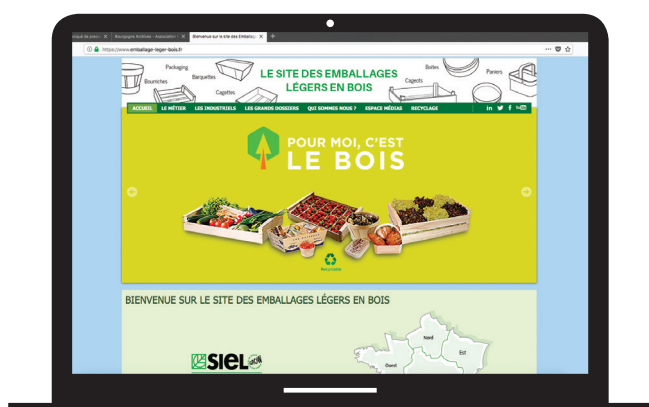 Bourgogne Archives - Association
Bienvenue sur le site des Emballag
https://www.emballage-leger-bois.fr
Packaging
Bourriches
Barquettes
Cagettes
LE SITE DES EMBALLAGES
LÉGERS EN BOIS
Boites
Cageots
Paniers
ACCUEIL LE MÉTIER LES INDUSTRIELS LES GRANDS DOSSIERS QUI SOMMES NOUS ? ESPACE MÉDIAS RECYCLAGE
POUR MOI, C'EST
LE BOIS
Recyclable
BIENVENUE SUR LE SITE DES EMBALLAGES LÉGERS EN BOIS
Nord
Est
Ouest
SIEL